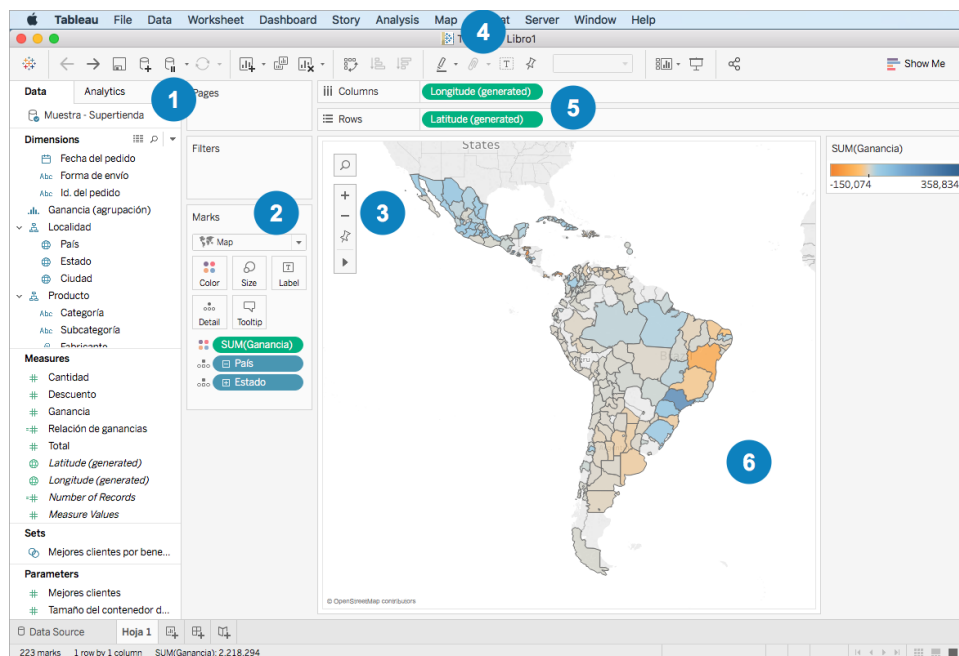 Tableau File Data Worksheet Dashboard Story Analysis Map Server Window Help
4
Libro1
Show Me
Data Analytics
1
Pages
Columns Longitude (generated)
5
Rows Latitude (generated)
Muestra - Supertienda
Dimensions
Fecha del pedido
Abc Forma de envío
Abc Id. del pedido
Ganancia (agrupación)
Localidad
País
Estado
Ciudad
Producto
Abc Categoría
Abc Subcategoría
Fabricante
Measures
Cantidad
Descuento
Ganancia
Relación de ganancias
Total
Latitude (generated)
Longitude (generated)
Number of Records
Measure Values
Sets
Mejores clientes por bene...
Parameters
Mejores clientes
Tamaño del contenedor d...
Filters
Marks
2
Map
Color Size Label
Detail Tooltip
SUM(Ganancia)
País
Estado
3
States
Brazil
6
© OpenStreetMap contributors
SUM(Ganancia)
-150,074 358,834
Data Source Hoja 1
223 marks 1 row by 1 column SUM(Ganancia): 2,218,294